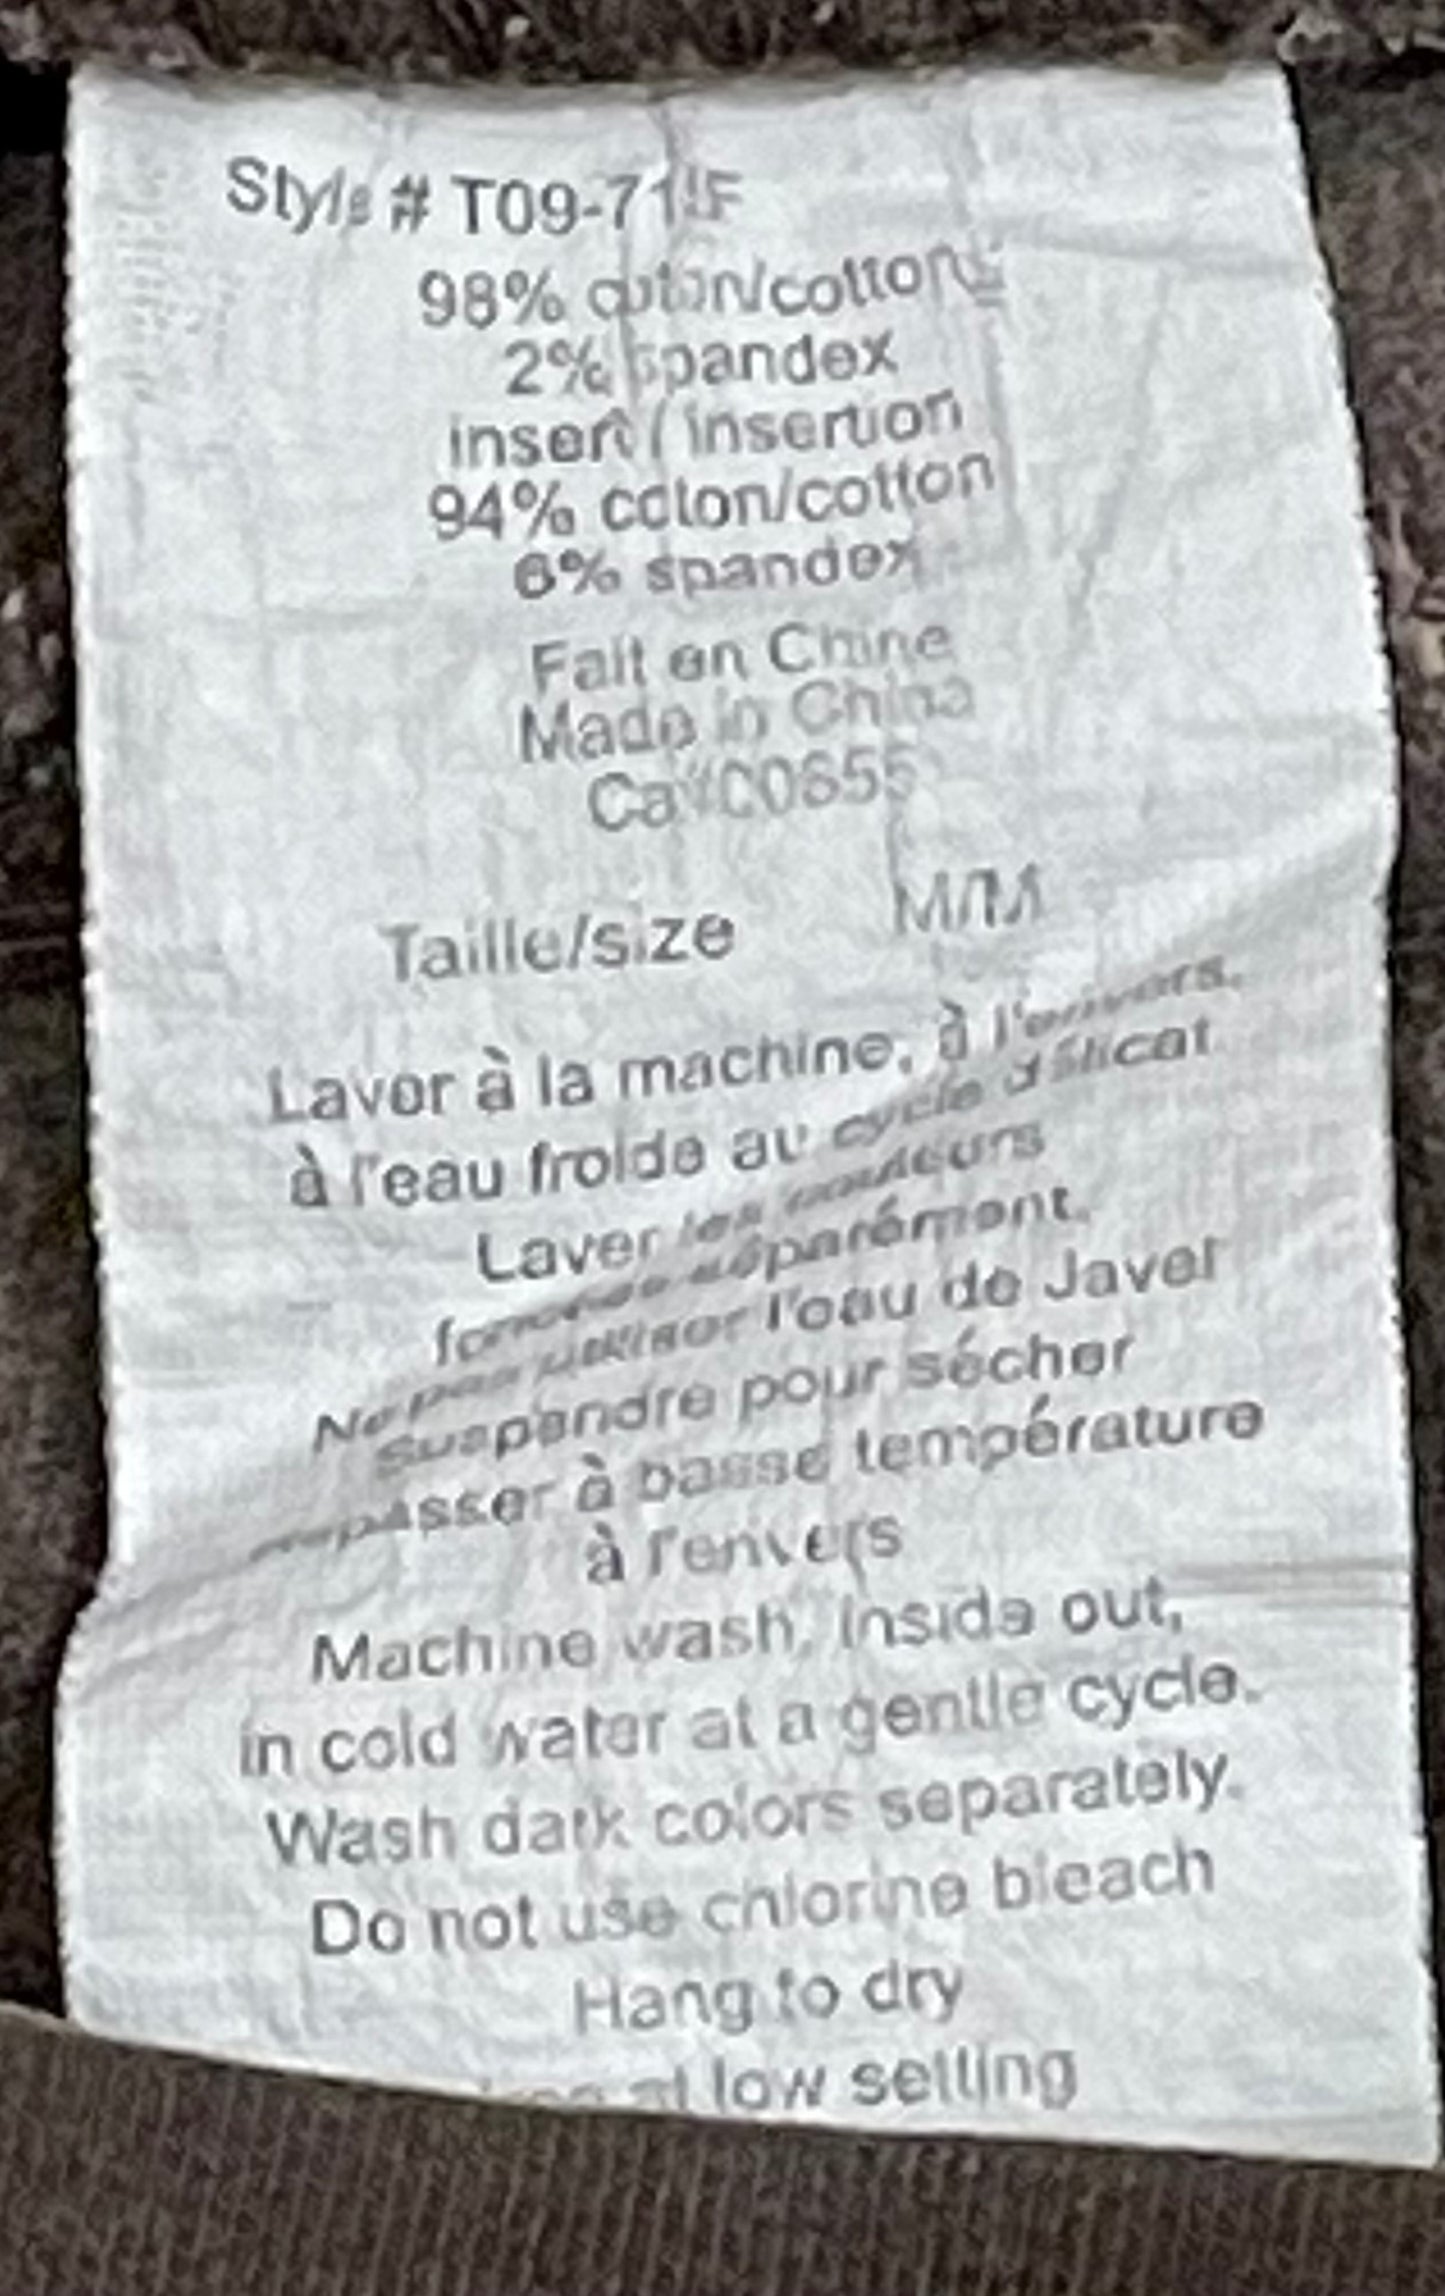 Style # T09-71
98% coton/cotton
2% spandex
insert / insertion
94% coton/cotton
6% spandex
Fait en Chine
Made in China
Ca
Taille/size M/M
Laver à la machine, à l'envers,
à l'eau froide au cycle délicat
Laver les couleurs
foncées séparément.
Ne pas utiliser l'eau de Javel
Suspendre pour sécher
repasser à basse température
à l'envers
Machine wash, inside out,
in cold water at a gentle cycle.
Wash dark colors separately.
Do not use chlorine bleach
Hang to dry
at low setting